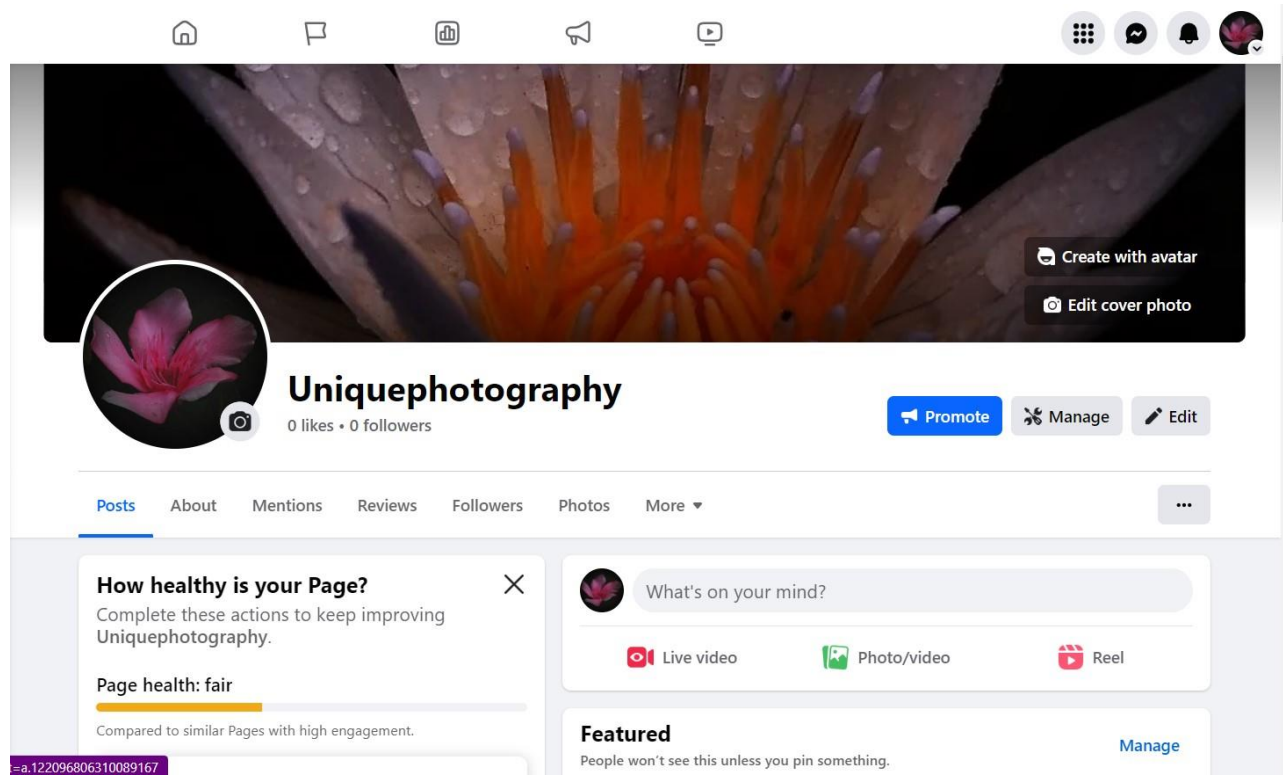 Create with avatar
Edit cover photo
Uniquephotography
0 likes • 0 followers
Promote
Manage
Edit
Posts
About
Mentions
Reviews
Followers
Photos
More
How healthy is your Page?
Complete these actions to keep improving
Uniquephotography.
Page health: fair
Compared to similar Pages with high engagement.
What's on your mind?
Live video
Photo/video
Reel
Featured
People won't see this unless you pin something.
Manage
=a.122096806310089167